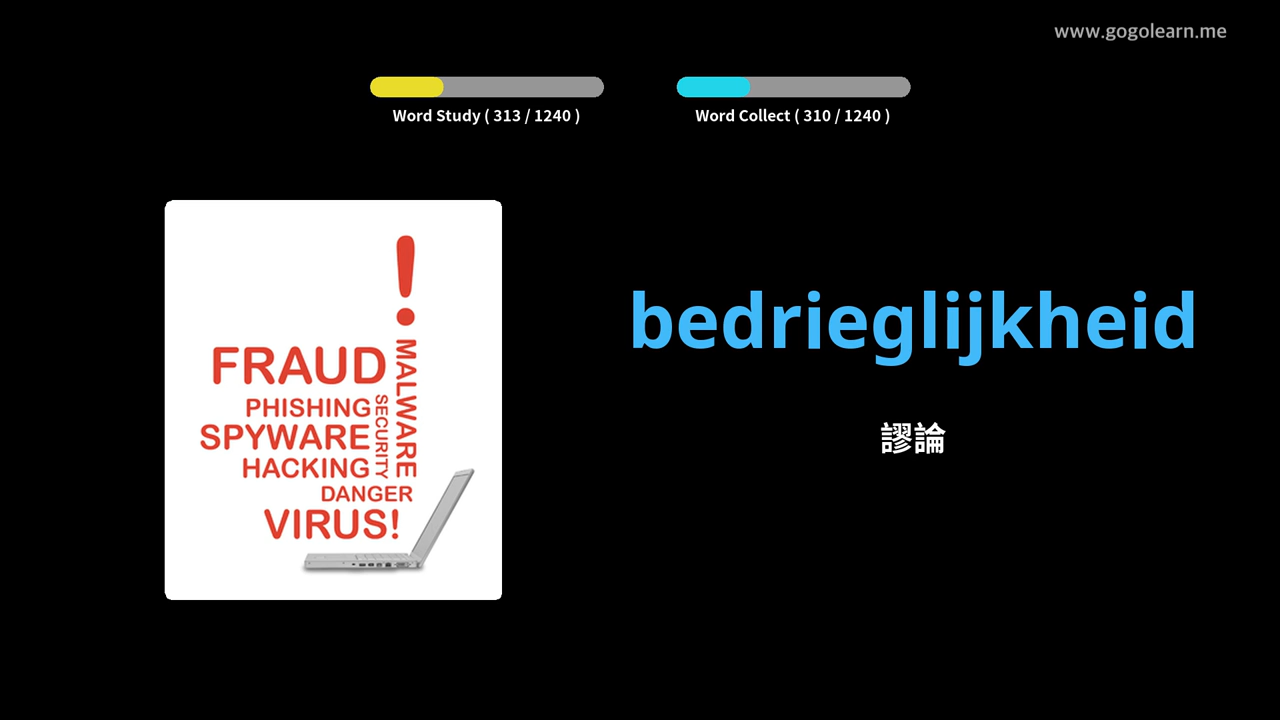 www.gogolearn.me
Word Study ( 313 / 1240 )
Word Collect ( 310 / 1240 )
!
FRAUD
MALWARE
PHISHING
SECURITY
SPYWARE
HACKING
DANGER
VIRUS!
bedrieglijkheid
謬論